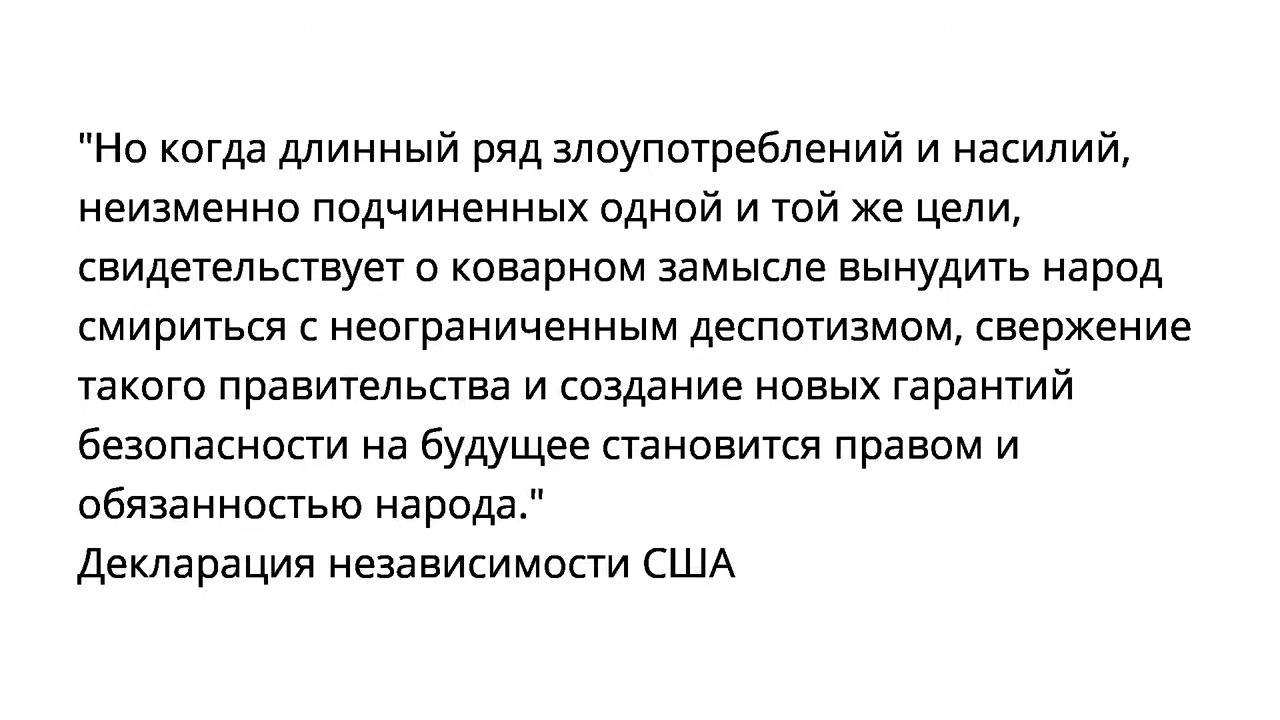 "Но когда длинный ряд злоупотреблений и насилий,
неизменно подчиненных одной и той же цели,
свидетельствует о коварном замысле вынудить народ
смириться с неограниченным деспотизмом, свержение
такого правительства и создание новых гарантий
безопасности на будущее становится правом и
обязанностью народа."
Декларация независимости США